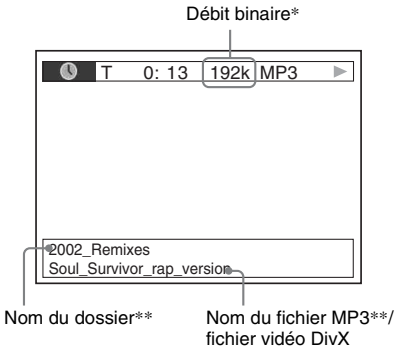 Débit binaire*
T 0: 13 192k MP3
2002_Remixes
Soul_Survivor_rap_version
Nom du dossier**
Nom du fichier MP3**/
fichier vidéo DivX